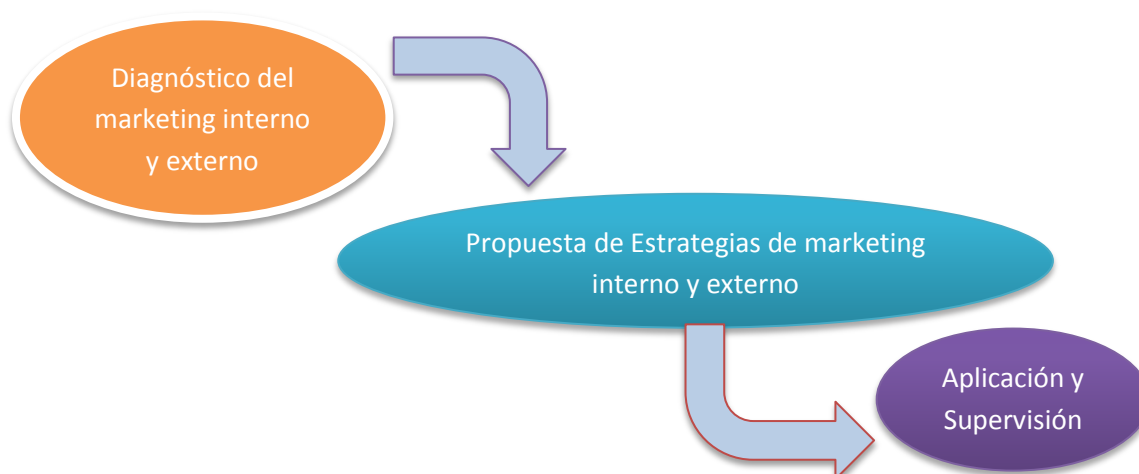 Diagnóstico del
marketing interno
y externo
Propuesta de Estrategias de marketing
interno y externo
Aplicación y
Supervisión